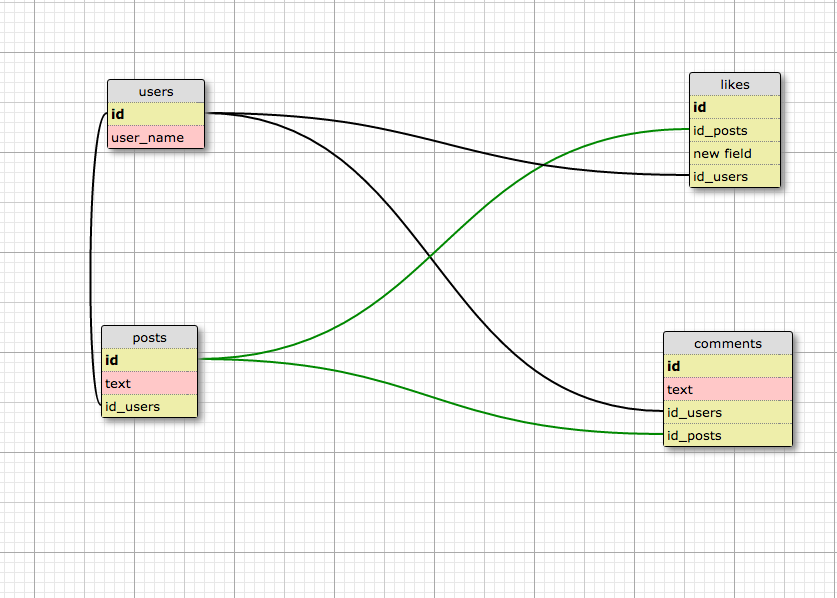 users
id
user_name
likes
id
id_posts
new field
id_users
posts
id
text
id_users
comments
id
text
id_users
id_posts